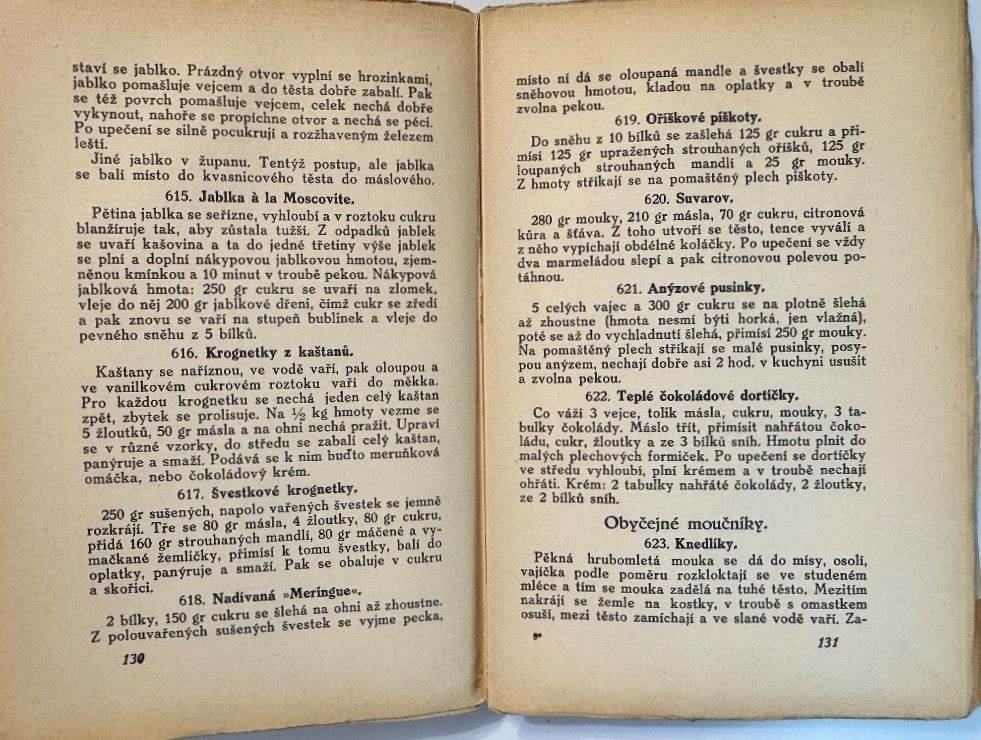 staví se jablko. Prázdný otvor vyplní se hrozinkami,
jablko pomašluje vejcem a do těsta dobře zabalí. Pak
se též povrch pomašluje vejcem, celek nechá dobře
vykynout, nahoře se propíchne otvor a nechá se péci.
Po upečení se silně pocukrují a rozžhaveným železem
leští.
Jiné jablko v županu. Tentýž postup, ale jablka
se balí místo do kvasnicového těsta do máslového.
615. Jablka à la Moscovite.
Pětina jablka se seřízne, vyhloubí a v roztoku cukru
blanžíruje tak, aby zůstala tužší. Z odpadků jablek
se uvaří kašovina a ta do jedné třetiny výše jablek
se plní a doplní nákypovou jablkovou hmotou, zjem-
něnou kmínkou a 10 minut v troubě pekou. Nákypová
jablková hmota: 250 gr cukru se uvaří na zlomek,
vleje do něj 200 gr jablkové dření, čímž cukr se zředí
a pak znovu se vaří na stupeň bublinek a vleje do
pevného sněhu z 5 bílků.
616. Krognetky z kaštanů.
Kaštany se naříznou, ve vodě vaří, pak oloupou a
ve vanilkovém cukrovém roztoku vaří do měkka.
Pro každou krognetku se nechá jeden celý kaštan
zpět, zbytek se prolisuje. Na ½ kg hmoty vezme se
5 žloutků, 50 gr másla a na ohni nechá pražit. Upraví
se v různé vzorky, do středu se zabalí celý kaštan,
panýruje a smaží. Podává se k nim buďto meruňková
omáčka, nebo čokoládový krém.
617. Švestkové krognetky.
250 gr sušených, napolo vařených švestek se jemně
rozkrájí. Tře se 80 gr másla, 4 žloutky, 80 gr cukru,
přidá 160 gr strouhaných mandlí, 80 gr máčené a vy-
mačkané žemličky, přimísí k tomu švestky, balí do
oplatky, panýruje a smaží. Pak se obaluje v cukru
a skořici.
618. Nadívaná »Meringue«.
2 bílky, 150 gr cukru se šlehá na ohni až zhoustne.
Z polouvařených sušených švestek se vyjme pecka,
130
místo ní dá se oloupaná mandle a švestky se obalí
sněhovou hmotou, kladou na oplatky a v troubě
zvolna pekou.
619. Oříškové piškoty.
Do sněhu z 10 bílků se zašlehá 125 gr cukru a při-
mísí 125 gr upražených strouhaných oříšků, 125 gr
loupaných strouhaných mandlí a 25 gr mouky.
Z hmoty stříkají se na pomaštěný plech piškoty.
620. Suvarov.
280 gr mouky, 210 gr másla, 70 gr cukru, citronová
kůra a šťáva. Z toho utvoří se těsto, tence vyválí a
z něho vypíchají obdélné koláčky. Po upečení se vždy
dva marmeládou slepí a pak citronovou polevou po-
táhnou.
621. Anýzové pusinky.
5 celých vajec a 300 gr cukru se na plotně šlehá
až zhoustne (hmota nesmí býti horká, jen vlažná),
poté se až do vychladnutí šlehá, přimísí 250 gr mouky.
Na pomaštěný plech stříkají se malé pusinky, posy-
pou anýzem, nechají dobře asi 2 hod. v kuchyni usušit
a zvolna pekou.
622. Teplé čokoládové dortíčky.
Co váží 3 vejce, tolik másla, cukru, mouky, 3 ta-
bulky čokolády. Máslo třít, přimísit nahřátou čoko-
ládu, cukr, žloutky a ze 3 bílků sníh. Hmotu plnit do
malých plechových formiček. Po upečení se dortíčky
ve středu vyhloubí, plní krémem a v troubě nechají
ohřáti. Krém: 2 tabulky nahřáté čokolády, 2 žloutky,
ze 2 bílků sníh.
Obyčejné moučníky.
623. Knedlíky.
Pěkná hrubomletá mouka se dá do mísy, osolí,
vajíčka podle poměru rozkloktají se ve studeném
mléce a tím se mouka zadělá na tuhé těsto. Mezitím
nakrájí se žemle na kostky, v troubě s omastkem
osuší, mezi těsto zamíchají a ve slané vodě vaří. Za-
9*
131